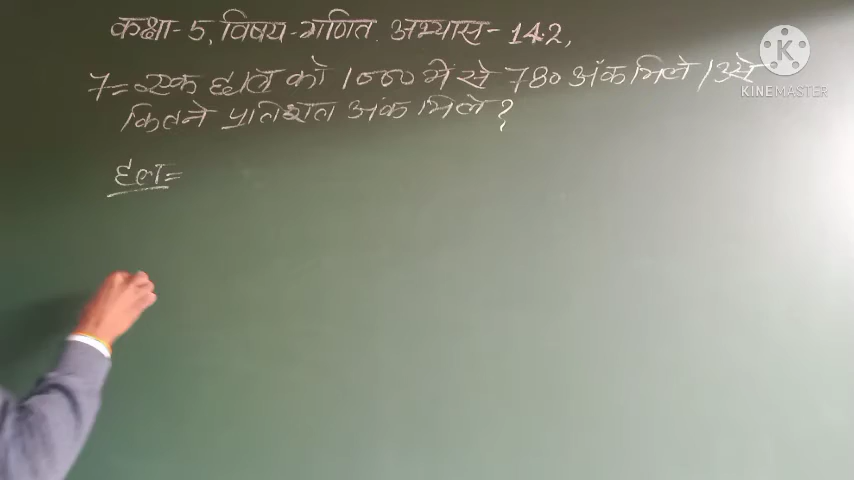 कक्षा-5, विषय-गणित. अभ्यास-14.2,
7= एक छात्र को 1000 में से 780 अंक मिले । उसे
कितने प्रतिशत अंक मिले ?
हल=
KINEMASTER